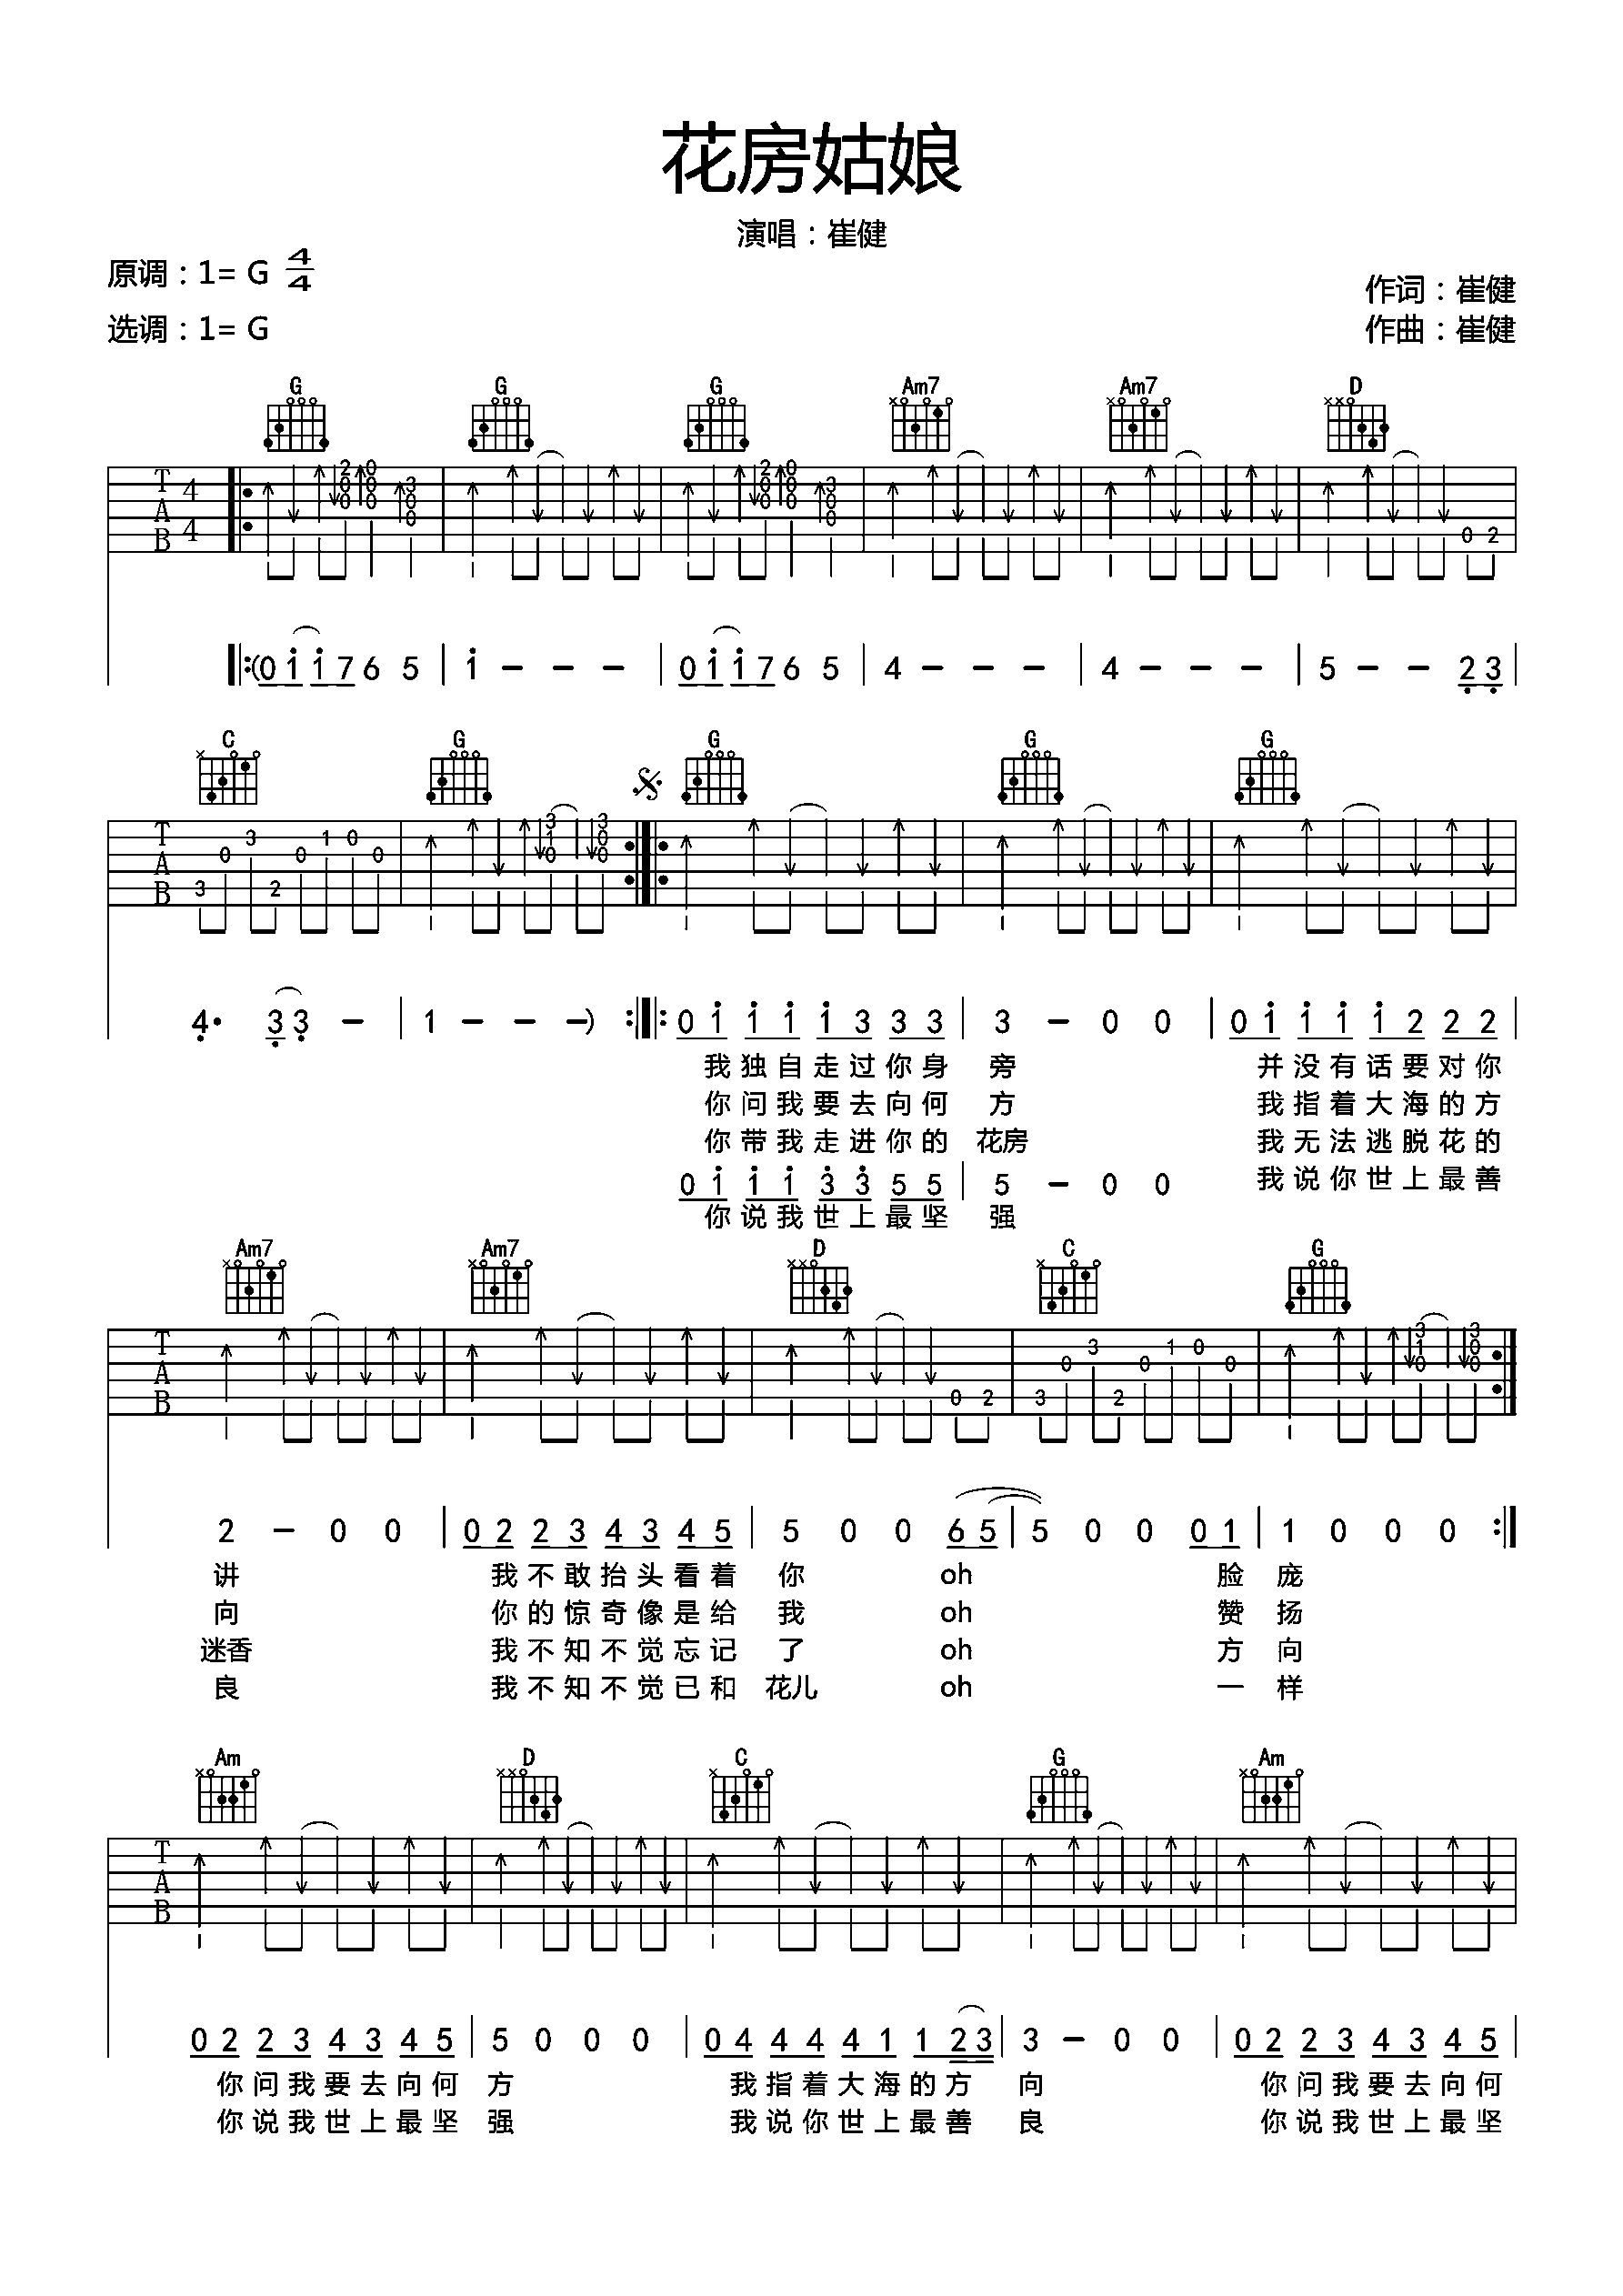 花房姑娘
演唱：崔健
原调：1= G 4/4
作词：崔健
选调：1= G
作曲：崔健
G G G Am7 Am7 D
T A B 4 4 2 0 0 0 0 0 3 0 0 2 0 0 0 0 0 3 0 0 0 2
(0 1 1 7 6 5 | 1 - - - | 0 1 1 7 6 5 | 4 - - - | 4 - - - | 5 - - 2 3 |
C G G G G
T A B 3 0 3 2 0 1 0 0 3 1 0 3 0 0
4· 3 3 - | 1 - - -) :||: 0 1 1 1 1 3 3 3 | 3 - 0 0 | 0 1 1 1 1 2 2 2 |
我独自走过你身 旁 并没有话要对你
你问我要去向何 方 我指着大海的方
你带我走进你的 花房 我无法逃脱花的
0 1 1 1 3 3 5 5 | 5 - 0 0 我说你世上最善
你说我世上最坚 强
Am7 Am7 D C G
T A B 0 2 3 0 3 2 0 1 0 0 3 1 0 3 0 0
2 - 0 0 | 0 2 2 3 4 3 4 5 | 5 0 0 6 5 | 5 0 0 0 1 | 1 0 0 0 :||
讲 我不敢抬头看着 你 oh 脸 庞
向 你的惊奇像是给 我 oh 赞 扬
迷香 我不知不觉忘记 了 oh 方 向
良 我不知不觉已和 花儿 oh 一 样
Am D C G Am
T A B
0 2 2 3 4 3 4 5 | 5 0 0 0 | 0 4 4 4 4 1 1 2 3 | 3 - 0 0 | 0 2 2 3 4 3 4 5 |
你问我要去向何 方 我指着大海的方 向 你问我要去向何
你说我世上最坚 强 我说你世上最善 良 你说我世上最坚